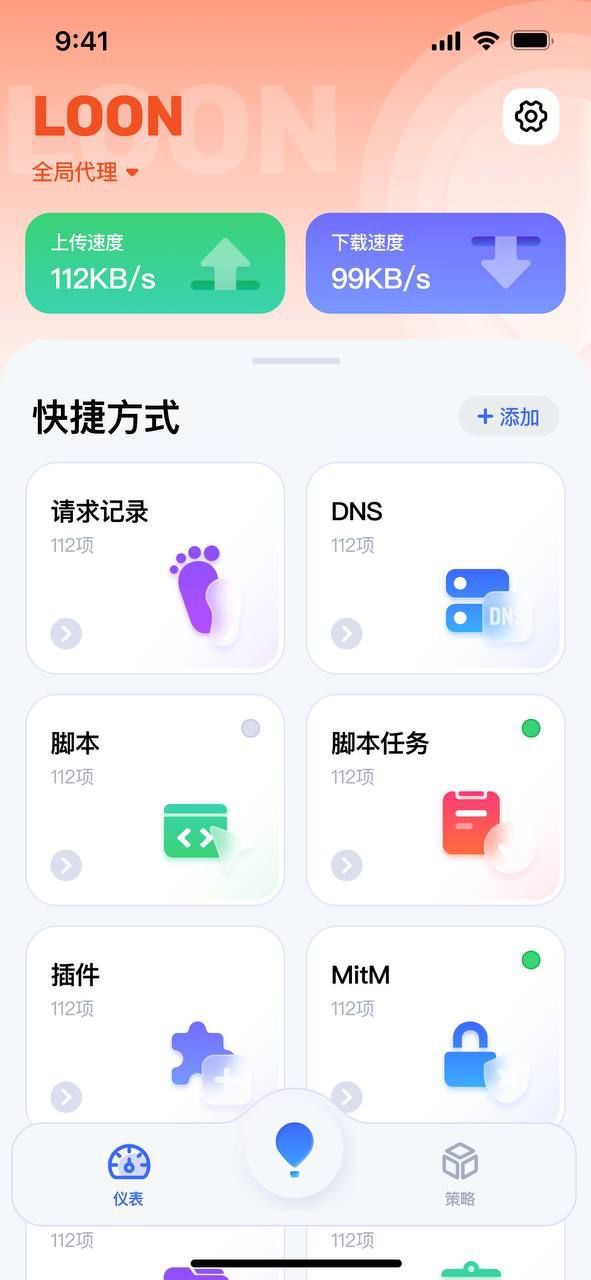 9:41
LOON
LOON
全局代理
上传速度
112KB/s
下载速度
99KB/s
快捷方式
+ 添加
请求记录
112项
DNS
112项
DNS
脚本
112项
脚本任务
112项
插件
112项
MitM
112项
仪表
策略
112项
112项